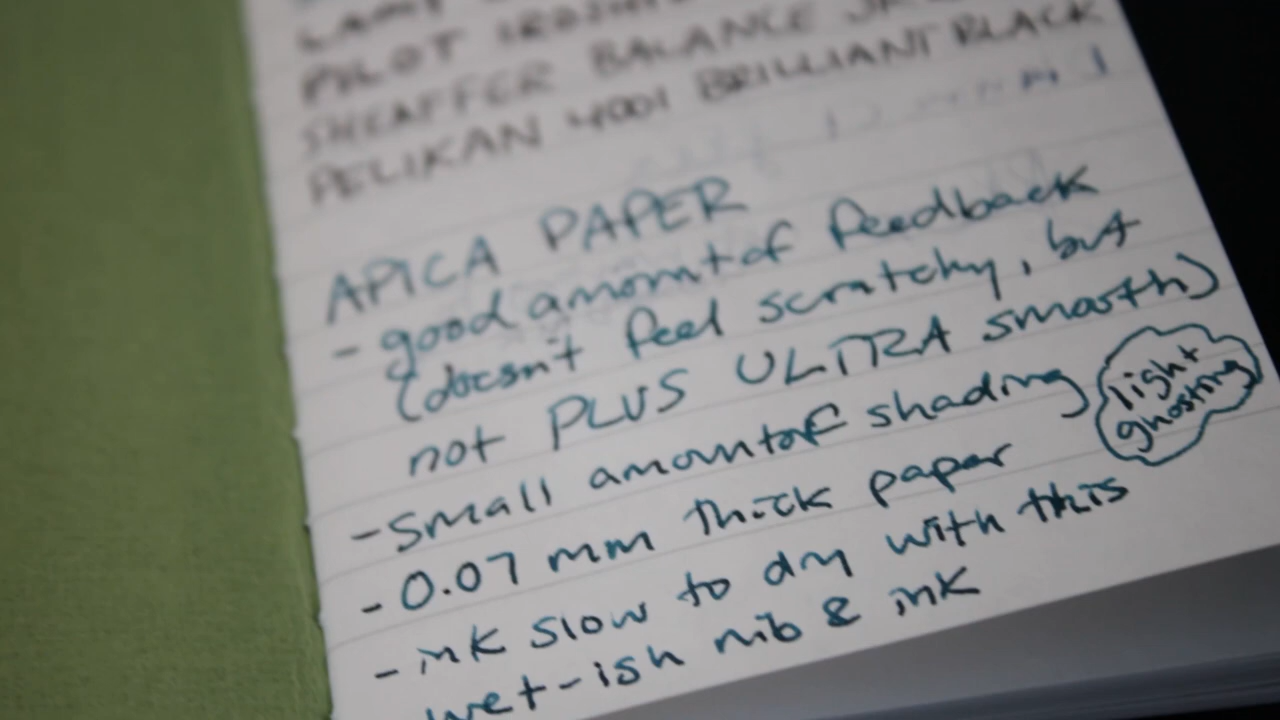 LAMY
PILOT IROSHI
SHEAFFER BALANCE
PELIKAN 4001 BRILLIANT BLACK
APICA PAPER
- good amount of feedback
(doesn't feel scratchy, but
not PLUS ULTRA smooth)
- small amount of shading
light
ghosting
- 0.07 mm thick paper
- ink slow to dry with this
wet-ish nib & ink